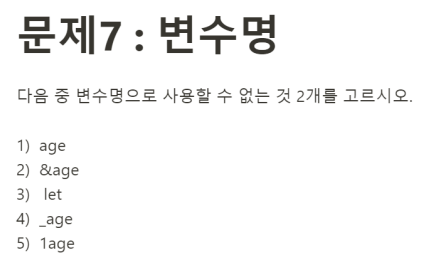 문제7 : 변수명
다음 중 변수명으로 사용할 수 없는 것 2개를 고르시오.
1) age
2) &age
3) let
4) _age
5) 1age